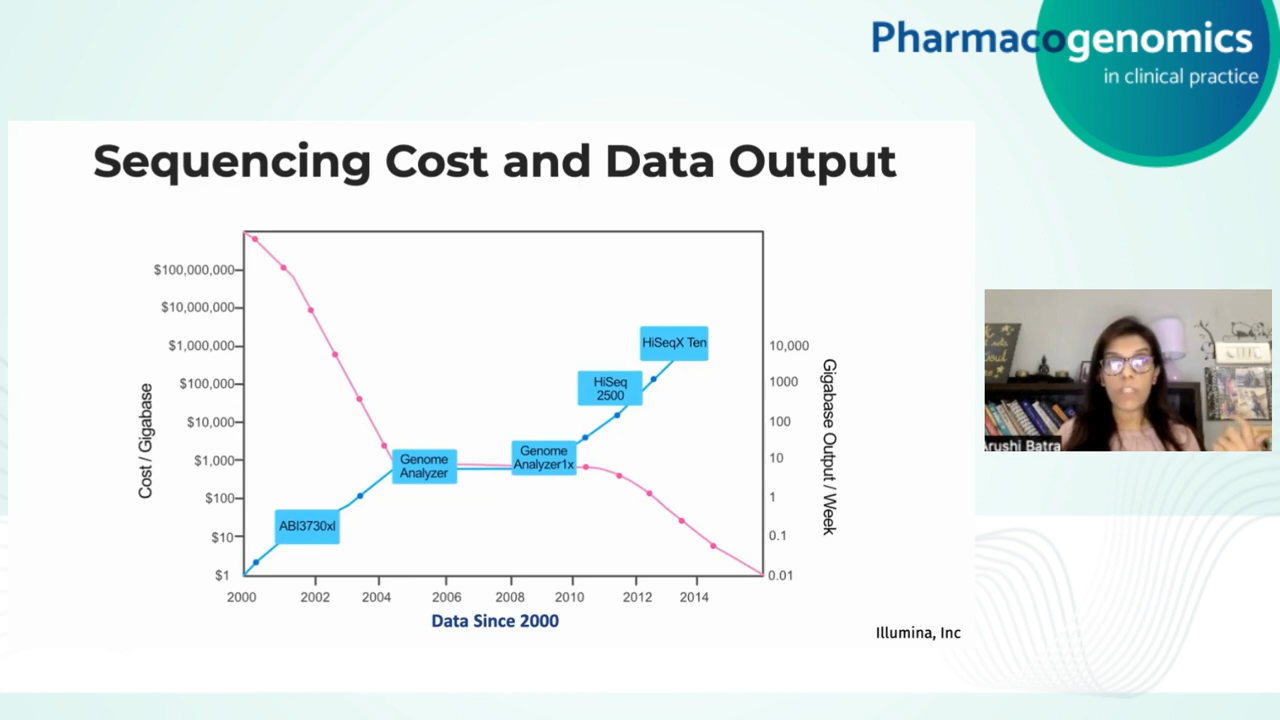 Pharmacogenomics
in clinical practice
Sequencing Cost and Data Output
$100,000,000
$10,000,000
$1,000,000
$100,000
$10,000
$1,000
$100
$10
$1
Cost / Gigabase
10,000
1000
100
10
1
0.1
0.01
Gigabase Output / Week
ABI3730xl
Genome
Analyzer
Genome
Analyzer1x
HiSeq
2500
HiSeqX Ten
2000 2002 2004 2006 2008 2010 2012 2014
Data Since 2000
Illumina, Inc
Arushi Batra